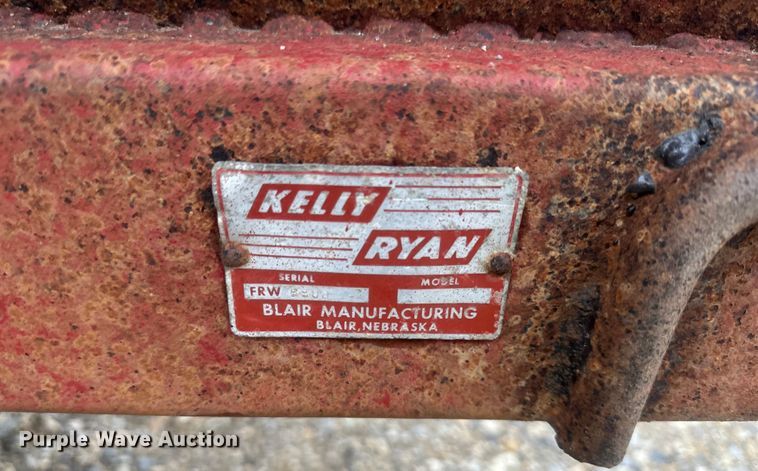 KELLY
RYAN
SERIAL MODEL
FRW
BLAIR MANUFACTURING
BLAIR, NEBRASKA
Purple Wave Auction